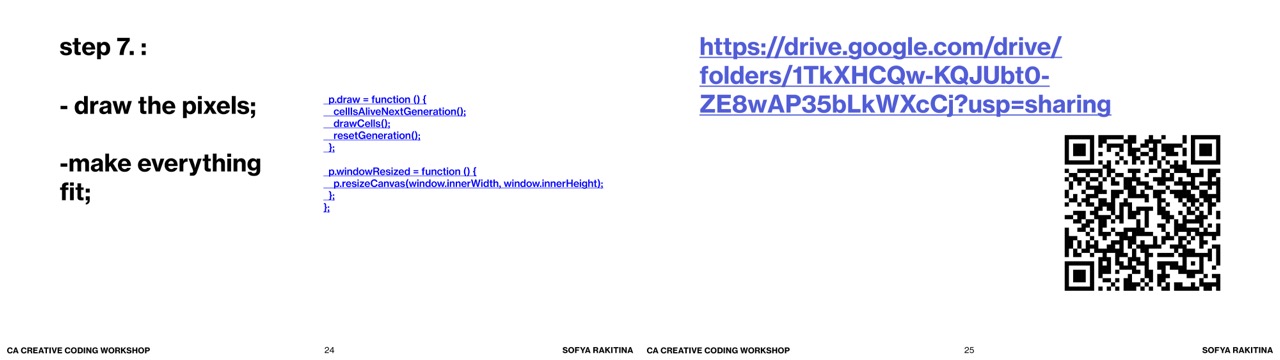 step 7. :
- draw the pixels;
-make everything
fit;
p.draw = function () {
cellIsAliveNextGeneration();
drawCells();
resetGeneration();
};
p.windowResized = function () {
p.resizeCanvas(window.innerWidth, window.innerHeight);
};
};
CA CREATIVE CODING WORKSHOP
24
SOFYA RAKITINA
https://drive.google.com/drive/
folders/1TkXHCQw-KQJUbt0-
ZE8wAP35bLkWXcCj?usp=sharing
CA CREATIVE CODING WORKSHOP
25
SOFYA RAKITINA